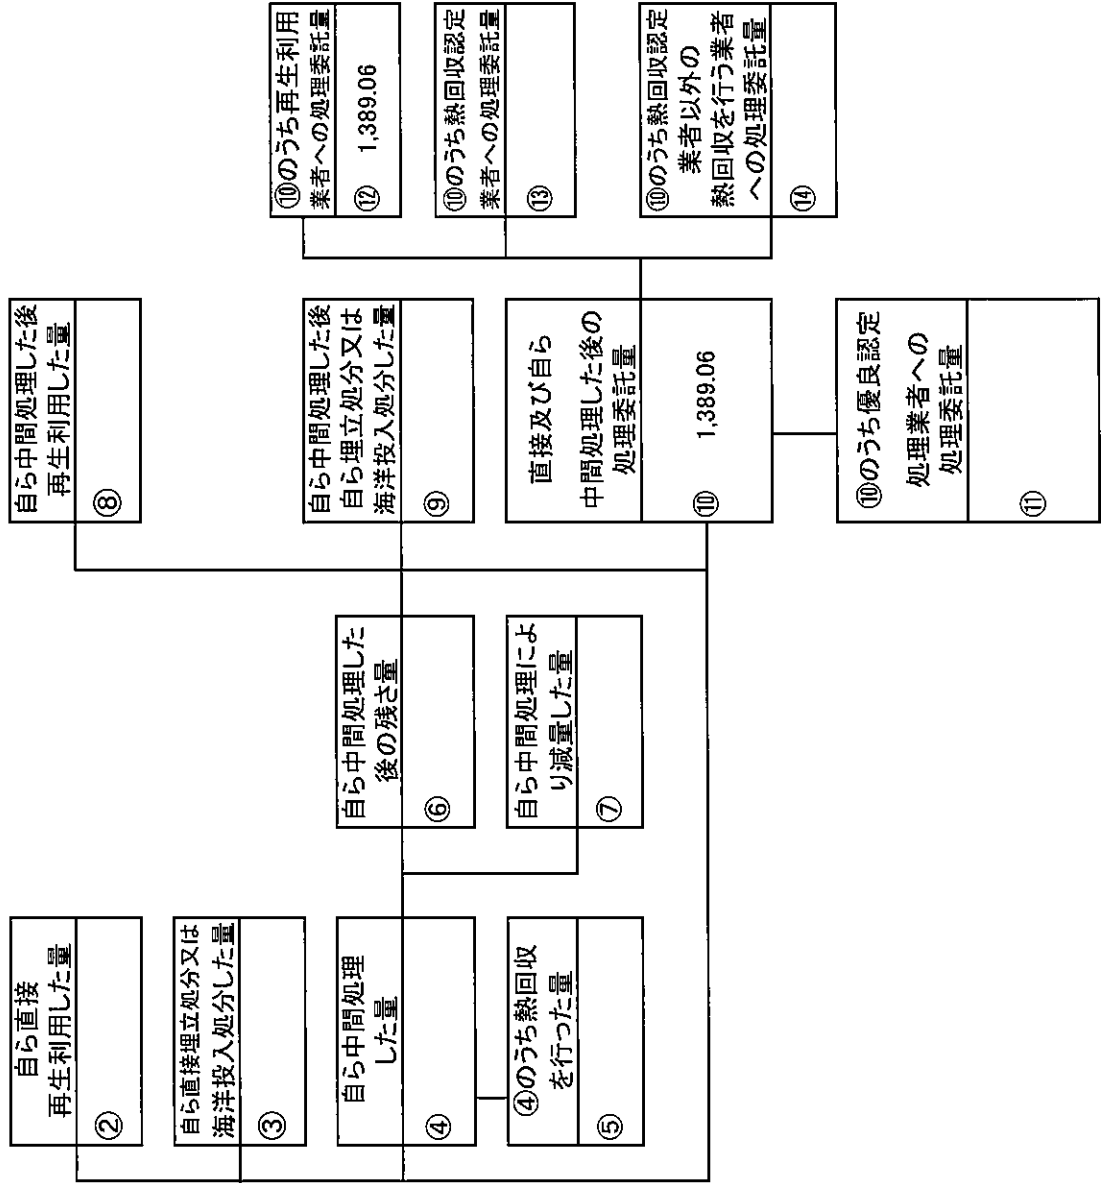 自ら直接
再生利用した量
②
自ら直接埋立処分又は
海洋投入処分した量
③
自ら中間処理
した量
④
④のうち熱回収
を行った量
⑤
自ら中間処理した
後の残さ量
⑥
自ら中間処理によ
り減量した量
⑦
自ら中間処理した後
再生利用した量
⑧
自ら中間処理した後
自ら埋立処分又は
海洋投入処分した量
⑨
直接及び自ら
中間処理した後の
処理委託量
⑩ 1,389.06
⑩のうち優良認定
処理業者への
処理委託量
⑪
⑩のうち再生利用
業者への処理委託量
⑫ 1,389.06
⑩のうち熱回収認定
業者への処理委託量
⑬
⑩のうち熱回収認定
業者以外の
熱回収を行う業者
への処理委託量
⑭